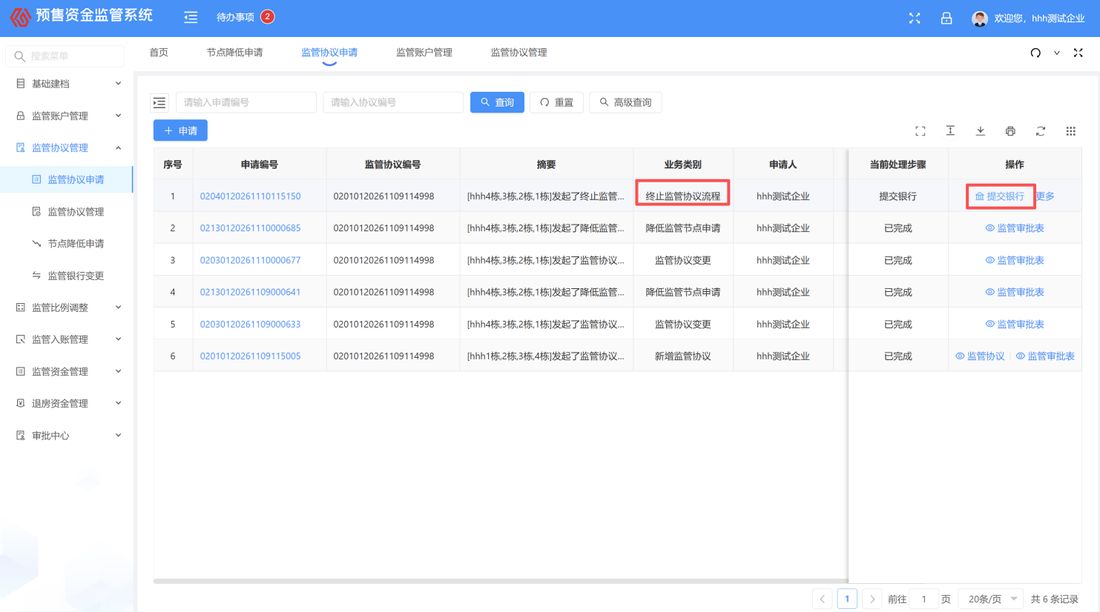 预售资金监管系统 待办事项 2 欢迎您，hhh测试企业
搜索菜单
首页 节点降低申请 监管协议申请 监管账户管理 监管协议管理
基础建档
监管账户管理
监管协议管理
监管协议申请
监管协议管理
节点降低申请
监管银行变更
监管比例调整
监管入账管理
监管资金管理
退房资金管理
审批中心
请输入申请编号 请输入协议编号 查询 重置 高级查询
申请
序号 申请编号 监管协议编号 摘要 业务类别 申请人 当前处理步骤 操作
1 02040120261110115150 02010120261109114998 [hhh4栋,3栋,2栋,1栋]发起了终止监管... 终止监管协议流程 hhh测试企业 提交银行 提交银行 更多
2 02130120261110000685 02010120261109114998 [hhh4栋,3栋,2栋,1栋]发起了降低监管... 降低监管节点申请 hhh测试企业 已完成 监管审批表
3 02030120261110000677 02010120261109114998 [hhh4栋,3栋,2栋,1栋]发起了监管协议... 监管协议变更 hhh测试企业 已完成 监管审批表
4 02130120261109000641 02010120261109114998 [hhh4栋,3栋,2栋,1栋]发起了降低监管... 降低监管节点申请 hhh测试企业 已完成 监管审批表
5 02030120261109000633 02010120261109114998 [hhh4栋,3栋,2栋,1栋]发起了监管协议... 监管协议变更 hhh测试企业 已完成 监管审批表
6 02010120261109115005 02010120261109114998 [hhh1栋,2栋,3栋,4栋]发起了监管协议... 新增监管协议 hhh测试企业 已完成 监管协议 监管审批表
1 前往 1 页 20条/页 共 6 条记录